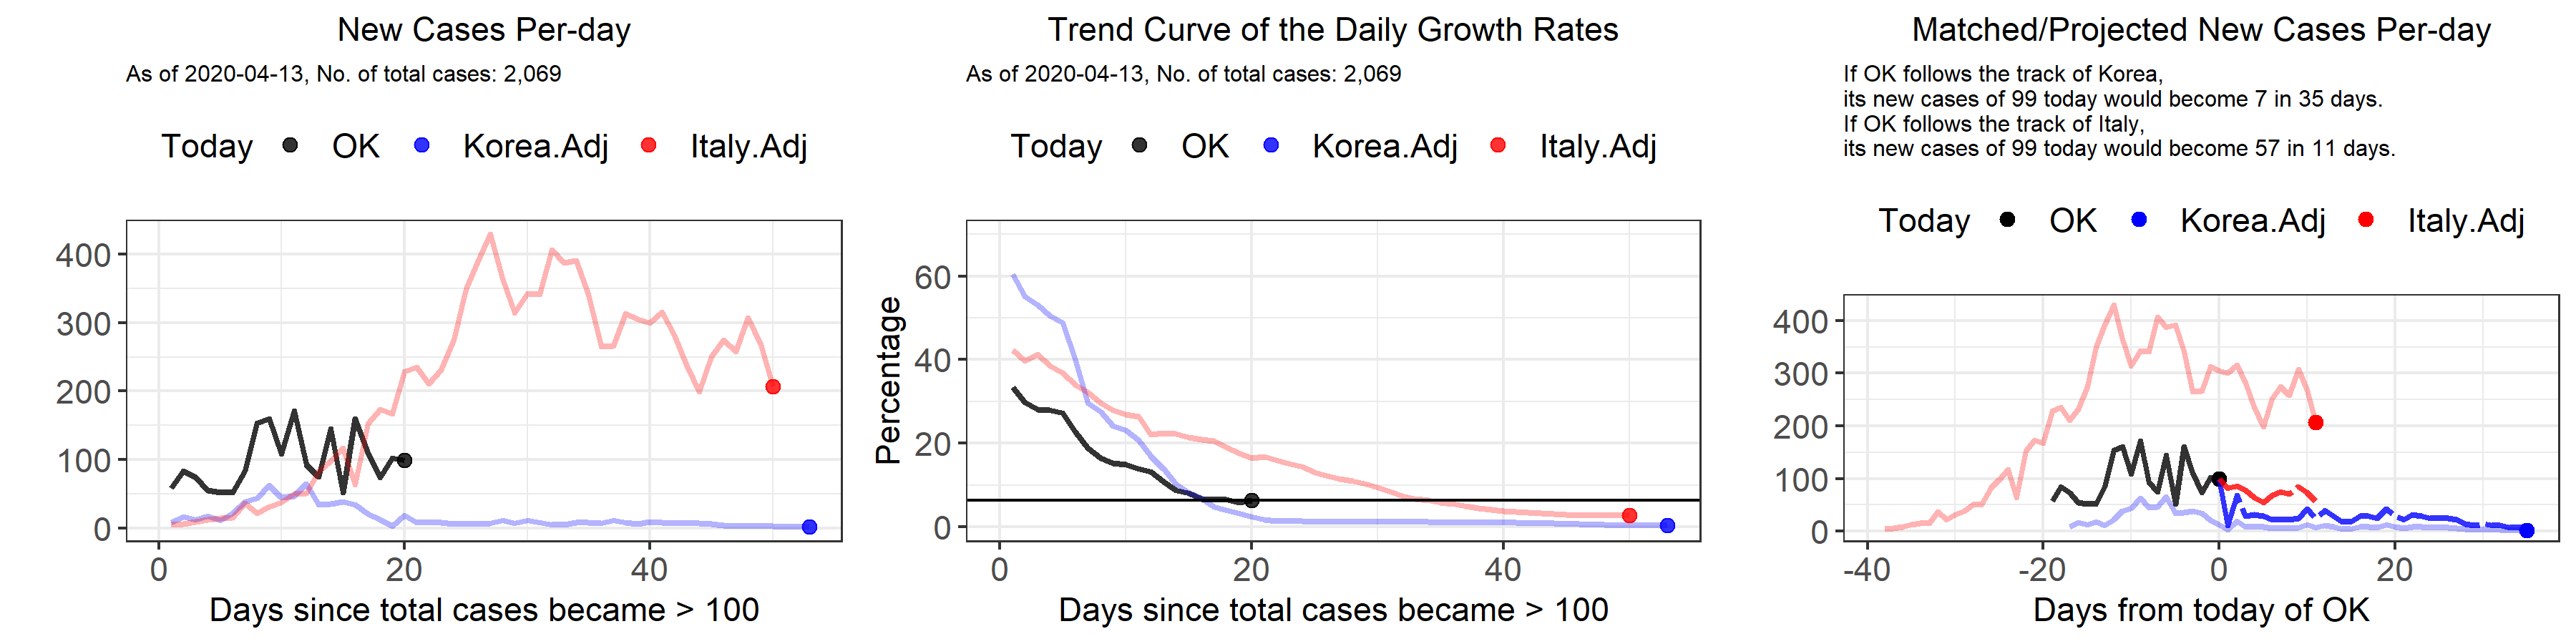 New Cases Per-day
As of 2020-04-13, No. of total cases: 2,069
Today OK Korea.Adj Italy.Adj
400
300
200
100
0
0 20 40
Days since total cases became > 100
Trend Curve of the Daily Growth Rates
As of 2020-04-13, No. of total cases: 2,069
Today OK Korea.Adj Italy.Adj
Percentage
60
40
20
0
0 20 40
Days since total cases became > 100
Matched/Projected New Cases Per-day
If OK follows the track of Korea,
its new cases of 99 today would become 7 in 35 days.
If OK follows the track of Italy,
its new cases of 99 today would become 57 in 11 days.
Today OK Korea.Adj Italy.Adj
400
300
200
100
0
-40 -20 0 20
Days from today of OK